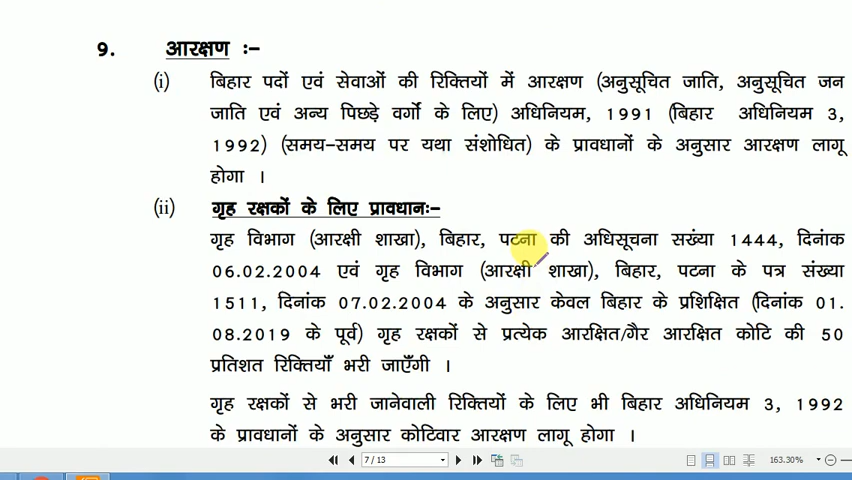 9. आरक्षण :-
(i) बिहार पदों एवं सेवाओं की रिक्तियों में आरक्षण (अनुसूचित जाति, अनुसूचित जन
जाति एवं अन्य पिछड़े वर्गों के लिए) अधिनियम, 1991 (बिहार अधिनियम 3,
1992) (समय-समय पर यथा संशोधित) के प्रावधानों के अनुसार आरक्षण लागू
होगा ।
(ii) गृह रक्षकों के लिए प्रावधानः-
गृह विभाग (आरक्षी शाखा), बिहार, पटना की अधिसूचना सख्ंया 1444, दिनांक
06.02.2004 एवं गृह विभाग (आरक्षी शाखा), बिहार, पटना के पत्र संख्या
1511, दिनांक 07.02.2004 के अनुसार केवल बिहार के प्रशिक्षित (दिनांक 01.
08.2019 के पूर्व) गृह रक्षकों से प्रत्येक आरक्षित/गैर आरक्षित कोटि की 50
प्रतिशत रिक्तियाँ भरी जाएँगी ।
गृह रक्षकों से भरी जानेवाली रिक्तियों के लिए भी बिहार अधिनियम 3, 1992
के प्रावधानों के अनुसार कोटिवार आरक्षण लागू होगा ।
7 / 13 163.30%